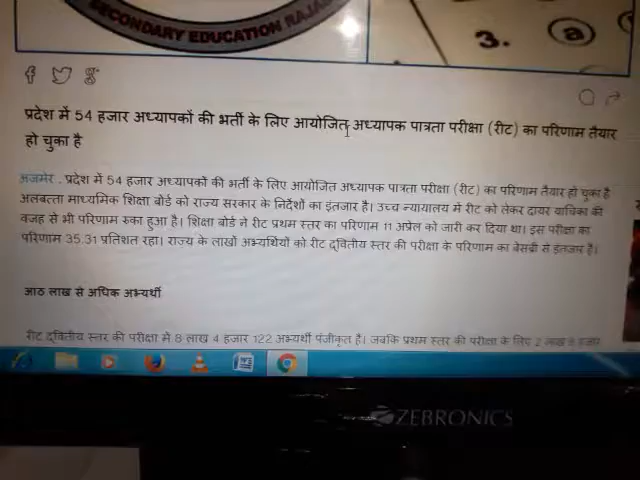 SECONDARY EDUCATION RAJAS
3. a
f
प्रदेश में 54 हजार अध्यापकों की भर्ती के लिए आयोजित अध्यापक पात्रता परीक्षा (रीट) का परिणाम तैयार
हो चुका है
अजमेर . प्रदेश में 54 हजार अध्यापकों की भर्ती के लिए आयोजित अध्यापक पात्रता परीक्षा (रीट) का परिणाम तैयार हो चुका है
अलबत्ता माध्यमिक शिक्षा बोर्ड को राज्य सरकार के निर्देशों का इंतजार है। उच्च न्यायालय में रीट को लेकर दायर याचिका की
वजह से भी परिणाम रुका हुआ है। शिक्षा बोर्ड ने रीट प्रथम स्तर का परिणाम 11 अप्रेल को जारी कर दिया था। इस परीक्षा का
परिणाम 35.31 प्रतिशत रहा। राज्य के लाखों अभ्यर्थियों को रीट द्वितीय स्तर की परीक्षा के परिणाम का बेसब्री से इंतजार है।
आठ लाख से अधिक अभ्यर्थी
रीट द्वितीय स्तर की परीक्षा में 8 लाख 4 हजार 122 अभ्यर्थी पंजीकृत है। जबकि प्रथम स्तर की परीक्षा के लिए 2 लाख हजार
ZEBRONICS